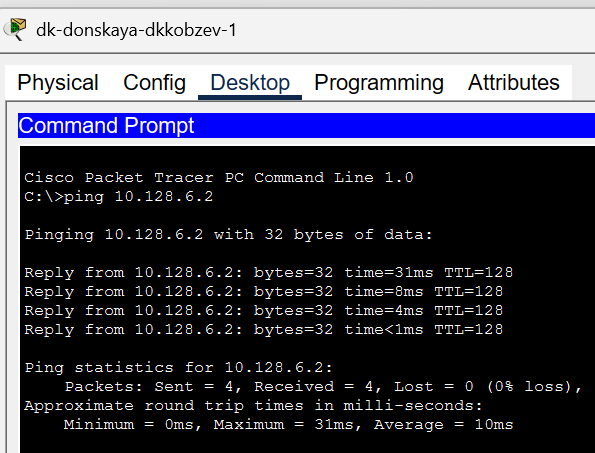 dk-donskaya-dkkobzev-1
Physical Config Desktop Programming Attributes
Command Prompt
Cisco Packet Tracer PC Command Line 1.0
C:\>ping 10.128.6.2
Pinging 10.128.6.2 with 32 bytes of data:
Reply from 10.128.6.2: bytes=32 time=31ms TTL=128
Reply from 10.128.6.2: bytes=32 time=8ms TTL=128
Reply from 10.128.6.2: bytes=32 time=4ms TTL=128
Reply from 10.128.6.2: bytes=32 time<1ms TTL=128
Ping statistics for 10.128.6.2:
    Packets: Sent = 4, Received = 4, Lost = 0 (0% loss),
Approximate round trip times in milli-seconds:
    Minimum = 0ms, Maximum = 31ms, Average = 10ms